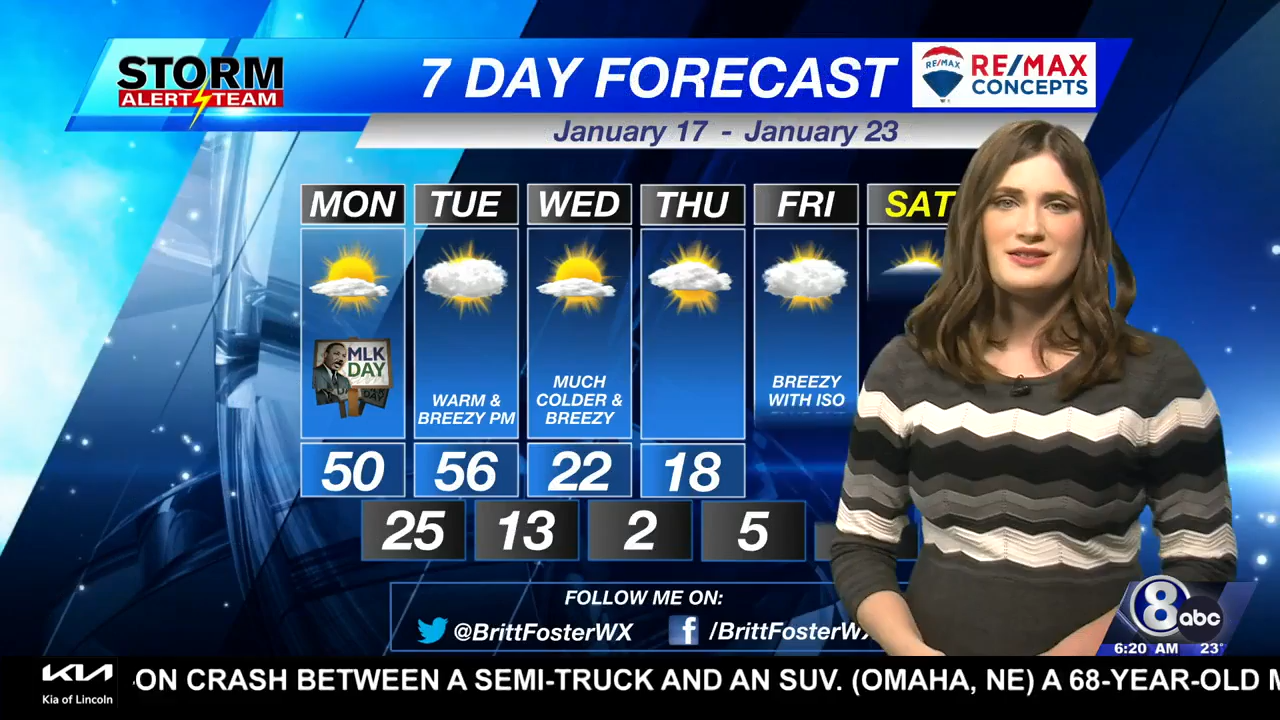 STORM
ALERT TEAM
7 DAY FORECAST
RE/MAX
RE/MAX
CONCEPTS
January 17 - January 23
MON TUE WED THU FRI SAT
MLK
DAY
WARM &
BREEZY PM
MUCH
COLDER &
BREEZY
BREEZY
WITH ISO
50 56 22 18
25 13 2 5
FOLLOW ME ON:
@BrittFosterWX /BrittFosterWX
8 abc
6:20 AM 23°
KIA
Kia of Lincoln
ON CRASH BETWEEN A SEMI-TRUCK AND AN SUV. (OMAHA, NE) A 68-YEAR-OLD